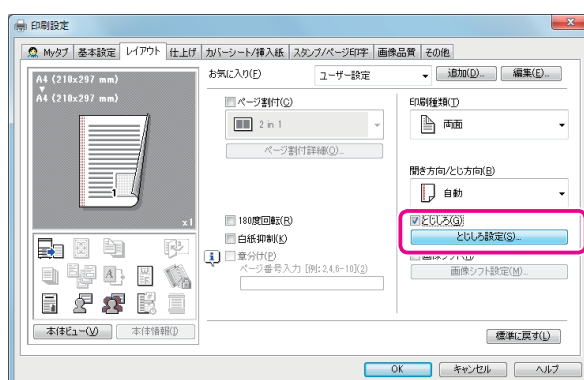 印刷設定
Myタブ 基本設定 レイアウト 仕上げ カバーシート/挿入紙 スタンプ/ページ印字 画像品質 その他
A4 (210x297 mm)
A4 (210x297 mm)
1
x1
本体ビュー(V) 本体情報(I)
お気に入り(F) ユーザー設定 追加(D)... 編集(E)...
ページ割付(C)
2 in 1
ページ割付詳細(O)...
180度回転(R)
白紙抑制(K)
章分け(P)
ページ番号入力 [例: 2,4,6-10](2)
印刷種類(T)
両面
開き方向/とじ方向(B)
自動
とじしろ(G)
とじしろ設定(S)...
画像シフト(U)
画像シフト設定(M)...
標準に戻す(L)
OK キャンセル ヘルプ